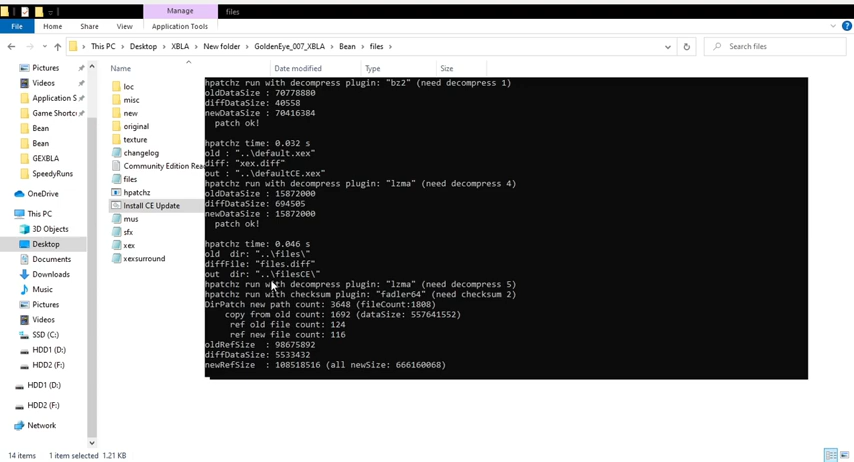 Manage
files
File
Home
Share
View
Application Tools
This PC
Desktop
XBLA
New folder
GoldenEye_007_XBLA
Bean
files
Search files
Pictures
Videos
Application S
Game Shortc
Bean
Bean
GEXBLA
SpeedyRuns
OneDrive
This PC
3D Objects
Desktop
Documents
Downloads
Music
Pictures
Videos
SSD (C:)
HDD1 (D:)
HDD2 (F:)
HDD1 (D:)
HDD2 (F:)
Network
Name
Date modified
Type
Size
loc
misc
new
original
texture
changelog
Community Edition Rea
files
hpatchz
Install CE Update
mus
sfx
xex
xexsurround
hpatchz run with decompress plugin: "bz2" (need decompress 1)
oldDataSize : 70778880
diffDataSize: 40558
newDataSize : 70416384
patch ok!
hpatchz time: 0.032 s
old : "..\default.xex"
diff: "xex.diff"
out : "..\defaultCE.xex"
hpatchz run with decompress plugin: "lzma" (need decompress 4)
oldDataSize : 15872000
diffDataSize: 694505
newDataSize : 15872000
patch ok!
hpatchz time: 0.046 s
old dir: "..\files\"
diffFile: "files.diff"
out dir: "..\filesCE\"
hpatchz run with decompress plugin: "lzma" (need decompress 5)
hpatchz run with checksum plugin: "fadler64" (need checksum 2)
DirPatch new path count: 3648 (fileCount:1808)
copy from old count: 1692 (dataSize: 557641552)
ref old file count: 124
ref new file count: 116
oldRefSize : 98675892
diffDataSize: 5533432
newRefSize : 108518516 (all newSize: 666160068)
14 items
1 item selected 1.21 KB